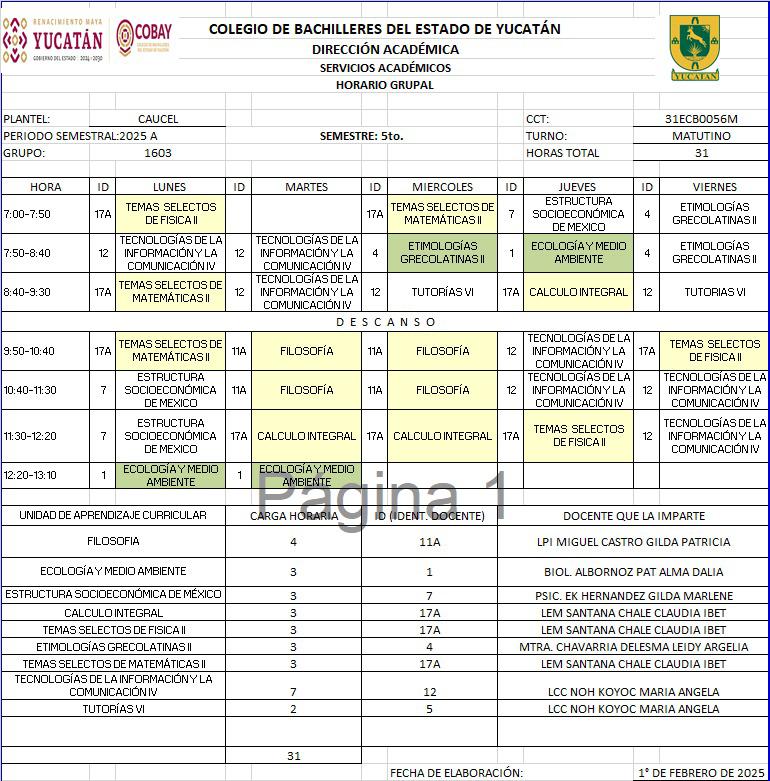 RENACIMIENTO MAYA
YUCATÁN
GOBIERNO DEL ESTADO | 2024 - 2030
COBAY
COLEGIO DE BACHILLERES DEL ESTADO DE YUCATÁN
DIRECCIÓN ACADÉMICA
SERVICIOS ACADÉMICOS
HORARIO GRUPAL
YUCATAN
PLANTEL: CAUCEL CCT: 31ECB0056M
PERIODO SEMESTRAL:2025 A SEMESTRE: 5to. TURNO: MATUTINO
GRUPO: 1603 HORAS TOTAL 31
HORA ID LUNES ID MARTES ID MIERCOLES ID JUEVES ID VIERNES
7:00-7:50 17A TEMAS SELECTOS DE FISICA II 17A TEMAS SELECTOS DE MATEMÁTICAS II 7 ESTRUCTURA SOCIOECONÓMICA DE MEXICO 4 ETIMOLOGÍAS GRECOLATINAS II
7:50-8:40 12 TECNOLOGÍAS DE LA INFORMACIÓN Y LA COMUNICACIÓN IV 12 TECNOLOGÍAS DE LA INFORMACIÓN Y LA COMUNICACIÓN IV 4 ETIMOLOGÍAS GRECOLATINAS II 1 ECOLOGÍA Y MEDIO AMBIENTE 4 ETIMOLOGÍAS GRECOLATINAS II
8:40-9:30 17A TEMAS SELECTOS DE MATEMÁTICAS II 12 TECNOLOGÍAS DE LA INFORMACIÓN Y LA COMUNICACIÓN IV 12 TUTORÍAS VI 17A CALCULO INTEGRAL 12 TUTORIAS VI
D E S C A N S O
9:50-10:40 17A TEMAS SELECTOS DE MATEMÁTICAS II 11A FILOSOFÍA 11A FILOSOFÍA 12 TECNOLOGÍAS DE LA INFORMACIÓN Y LA COMUNICACIÓN IV 17A TEMAS SELECTOS DE FISICA II
10:40-11:30 7 ESTRUCTURA SOCIOECONÓMICA DE MEXICO 11A FILOSOFÍA 11A FILOSOFÍA 12 TECNOLOGÍAS DE LA INFORMACIÓN Y LA COMUNICACIÓN IV 12 TECNOLOGÍAS DE LA INFORMACIÓN Y LA COMUNICACIÓN IV
11:30-12:20 7 ESTRUCTURA SOCIOECONÓMICA DE MEXICO 17A CALCULO INTEGRAL 17A CALCULO INTEGRAL 17A TEMAS SELECTOS DE FISICA II 12 TECNOLOGÍAS DE LA INFORMACIÓN Y LA COMUNICACIÓN IV
12:20-13:10 1 ECOLOGÍA Y MEDIO AMBIENTE 1 ECOLOGÍA Y MEDIO AMBIENTE
Página 1
UNIDAD DE APRENDIZAJE CURRICULAR CARGA HORARIA ID (IDENT. DOCENTE) DOCENTE QUE LA IMPARTE
FILOSOFIA 4 11A LPI MIGUEL CASTRO GILDA PATRICIA
ECOLOGÍA Y MEDIO AMBIENTE 3 1 BIOL. ALBORNOZ PAT ALMA DALIA
ESTRUCTURA SOCIOECONÓMICA DE MÉXICO 3 7 PSIC. EK HERNANDEZ GILDA MARLENE
CALCULO INTEGRAL 3 17A LEM SANTANA CHALE CLAUDIA IBET
TEMAS SELECTOS DE FISICA II 3 17A LEM SANTANA CHALE CLAUDIA IBET
ETIMOLOGÍAS GRECOLATINAS II 3 4 MTRA. CHAVARRIA DELESMA LEIDY ARGELIA
TEMAS SELECTOS DE MATEMÁTICAS II 3 17A LEM SANTANA CHALE CLAUDIA IBET
TECNOLOGÍAS DE LA INFORMACIÓN Y LA COMUNICACIÓN IV 7 12 LCC NOH KOYOC MARIA ANGELA
TUTORÍAS VI 2 5 LCC NOH KOYOC MARIA ANGELA
31
FECHA DE ELABORACIÓN: 1° DE FEBRERO DE 2025